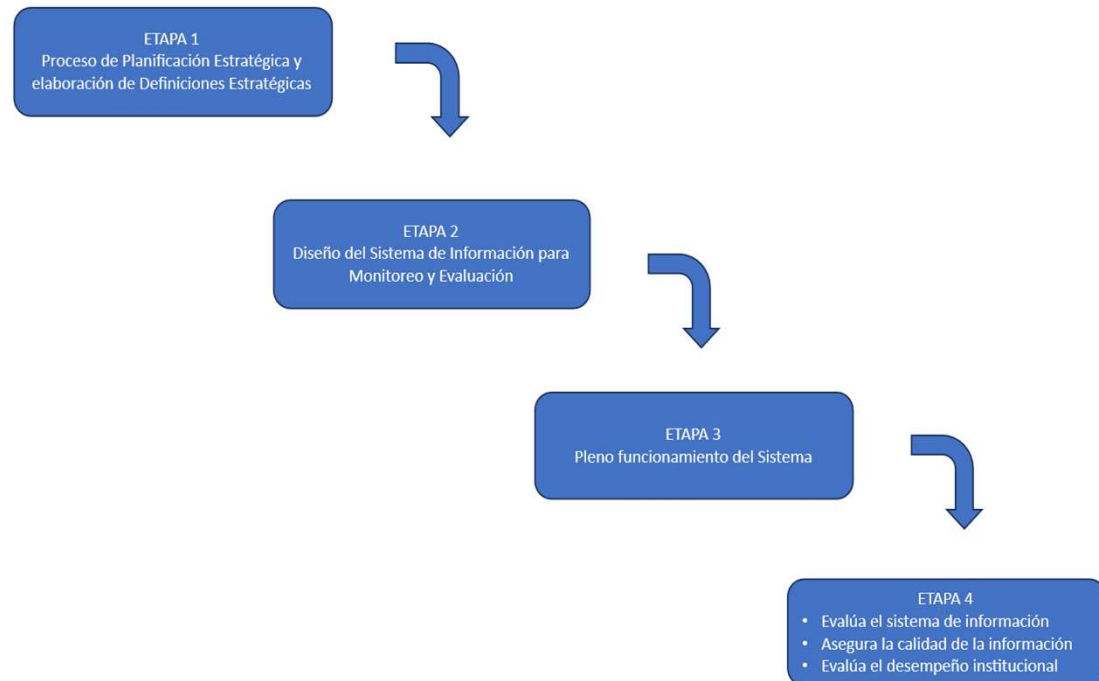 ETAPA 1
Proceso de Planificación Estratégica y
elaboración de Definiciones Estratégicas
ETAPA 2
Diseño del Sistema de Información para
Monitoreo y Evaluación
ETAPA 3
Pleno funcionamiento del Sistema
ETAPA 4
• Evalúa el sistema de información
• Asegura la calidad de la información
• Evalúa el desempeño institucional